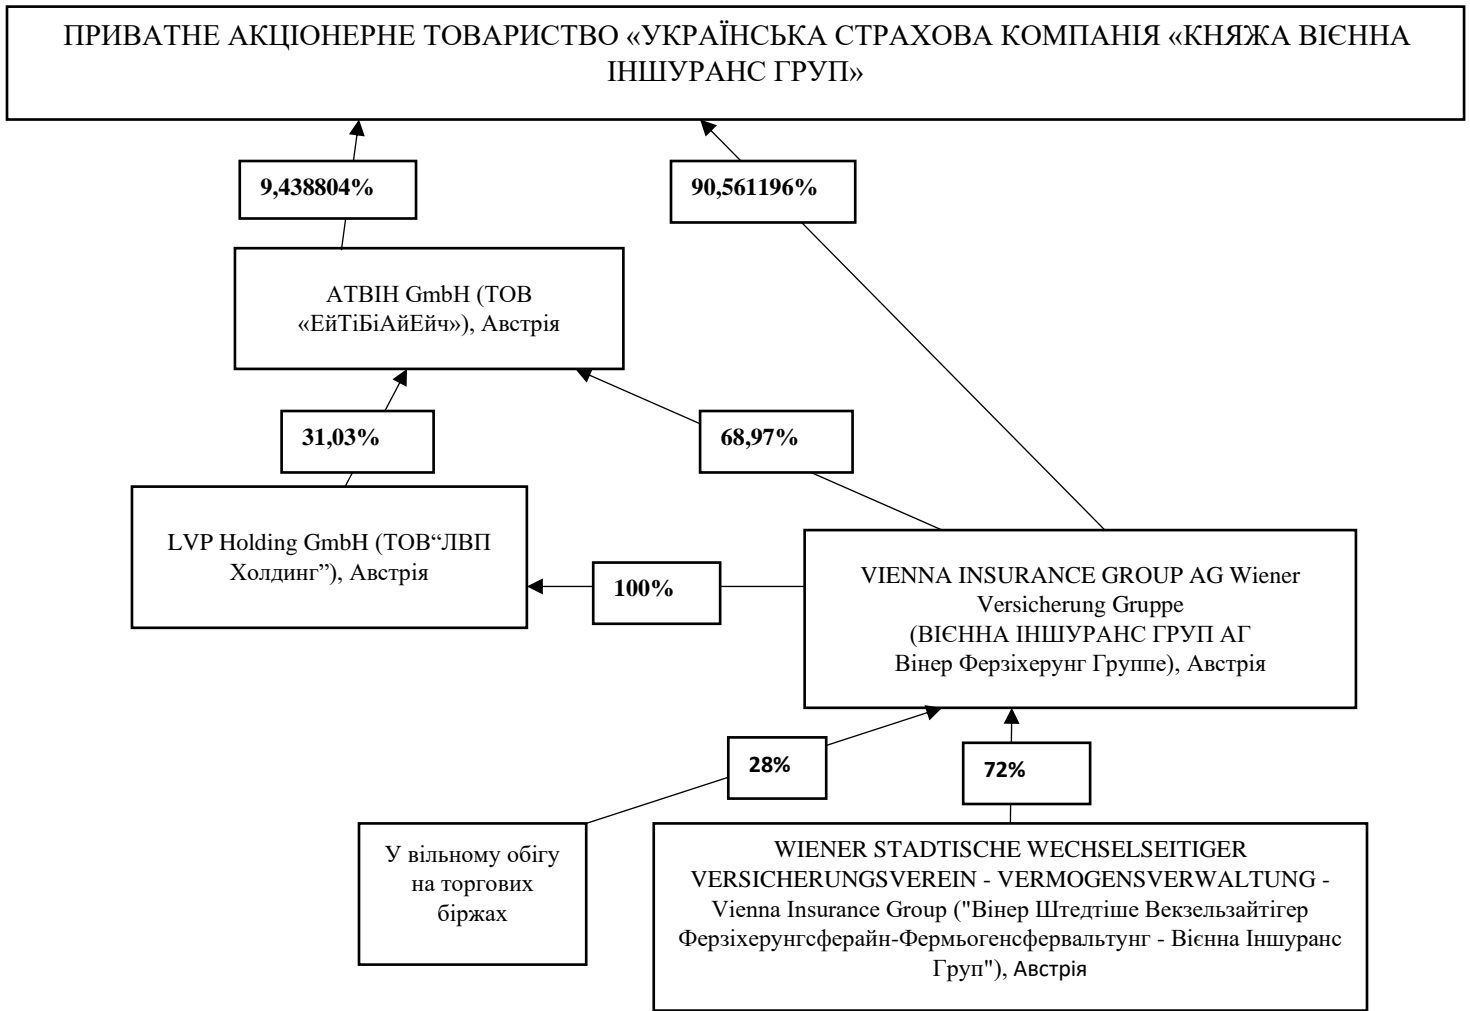 ПРИВАТНЕ АКЦІОНЕРНЕ ТОВАРИСТВО «УКРАЇНСЬКА СТРАХОВА КОМПАНІЯ «КНЯЖА ВІЄННА
ІНШУРАНС ГРУП»
9,438804%
90,561196%
АТВІН GmbH (ТОВ
«ЕйТіБіАйЕйч»), Австрія
31,03%
68,97%
LVP Holding GmbH (ТОВ“ЛВП
Холдинг”), Австрія
100%
VIENNA INSURANCE GROUP AG Wiener
Versicherung Gruppe
(ВІЄННА ІНШУРАНС ГРУП АГ
Вінер Ферзіхерунг Группе), Австрія
28%
72%
У вільному обігу
на торгових
біржах
WIENER STADTISCHE WECHSELSEITIGER
VERSICHERUNGSVEREIN - VERMOGENSVERWALTUNG -
Vienna Insurance Group ("Вінер Штедтіше Векзельзайтігер
Ферзіхерунгсферайн-Фермьогенсфервальтунг - Вієнна Іншуранс
Груп"), Австрія